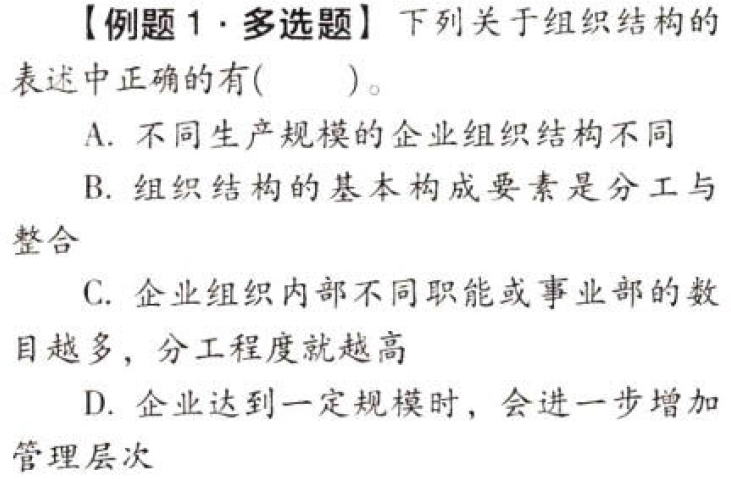 【例题1·多选题】下列关于组织结构的
表述中正确的有(　　)。
A. 不同生产规模的企业组织结构不同
B. 组织结构的基本构成要素是分工与
整合
C. 企业组织内部不同职能或事业部的数
目越多，分工程度就越高
D. 企业达到一定规模时，会进一步增加
管理层次